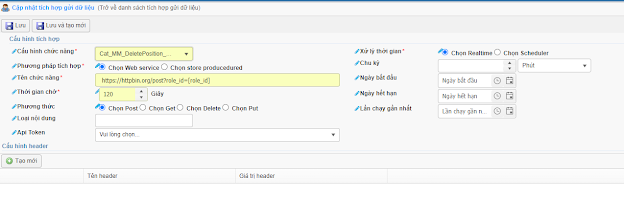 Cập nhật tích hợp gửi dữ liệu (Trở về danh sách tích hợp gửi dữ liệu)
Lưu Lưu và tạo mới
Cấu hình tích hợp
Cấu hình chức năng* Cat_MM_DeletePosition_... Xử lý thời gian* Chọn Realtime Chọn Scheduler
Phương pháp tích hợp* Chọn Web service Chọn store producedured Chu kỳ Phút
Tên chức năng* https://httpbin.org/post?role_id=[role_id] Ngày bắt đầu Ngày bắt đầu
Thời gian chờ* 120 Giây Ngày hết hạn Ngày hết hạn
Phương thức Chọn Post Chọn Get Chọn Delete Chọn Put Lần chạy gần nhất Lần chạy gần n...
Loại nội dung
Api Token Vui lòng chọn...
Cấu hình header
Tạo mới
Tên header Giá trị header